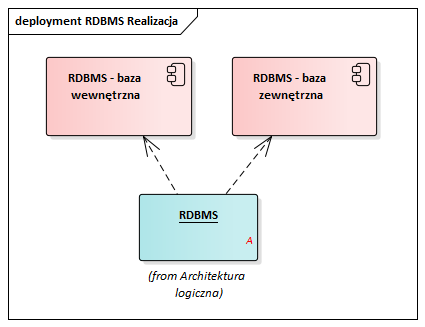 deployment RDBMS Realizacja
RDBMS - baza
wewnętrzna
RDBMS - baza
zewnętrzna
RDBMS
A
(from Architektura
logiczna)